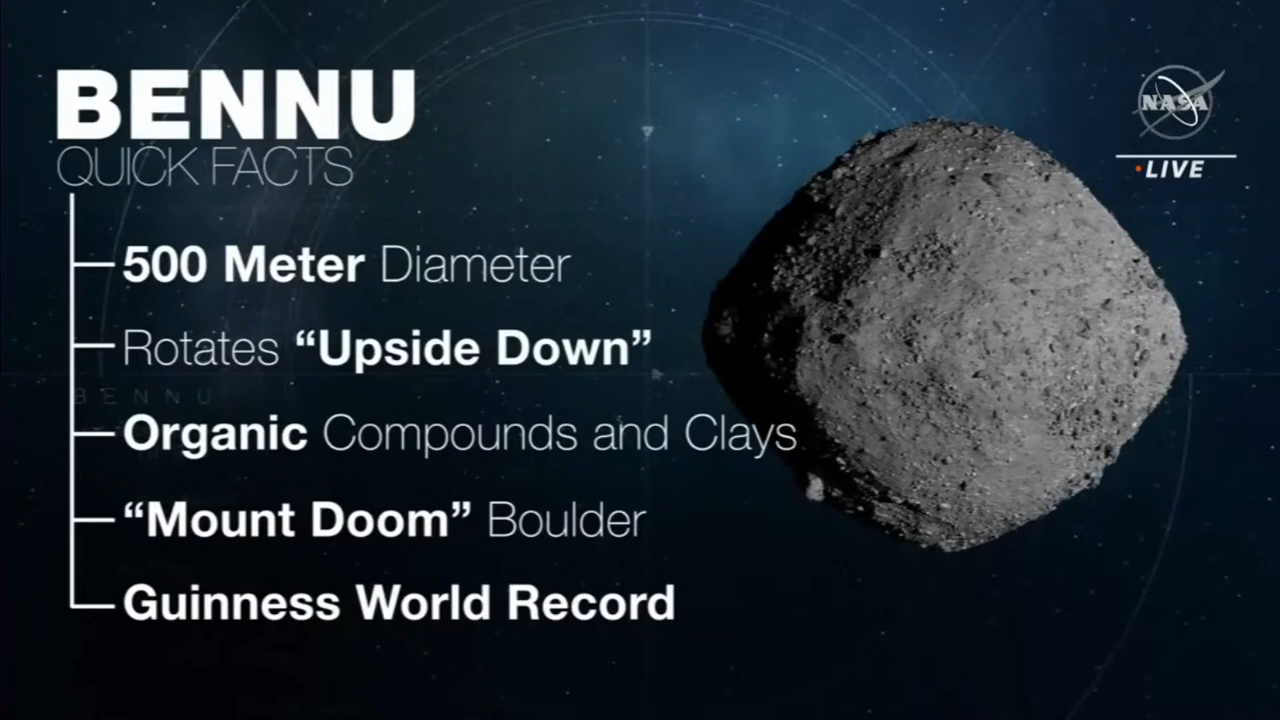 BENNU
QUICK FACTS
500 Meter Diameter
Rotates “Upside Down”
BENNU
Organic Compounds and Clays
“Mount Doom” Boulder
Guinness World Record
NASA
LIVE